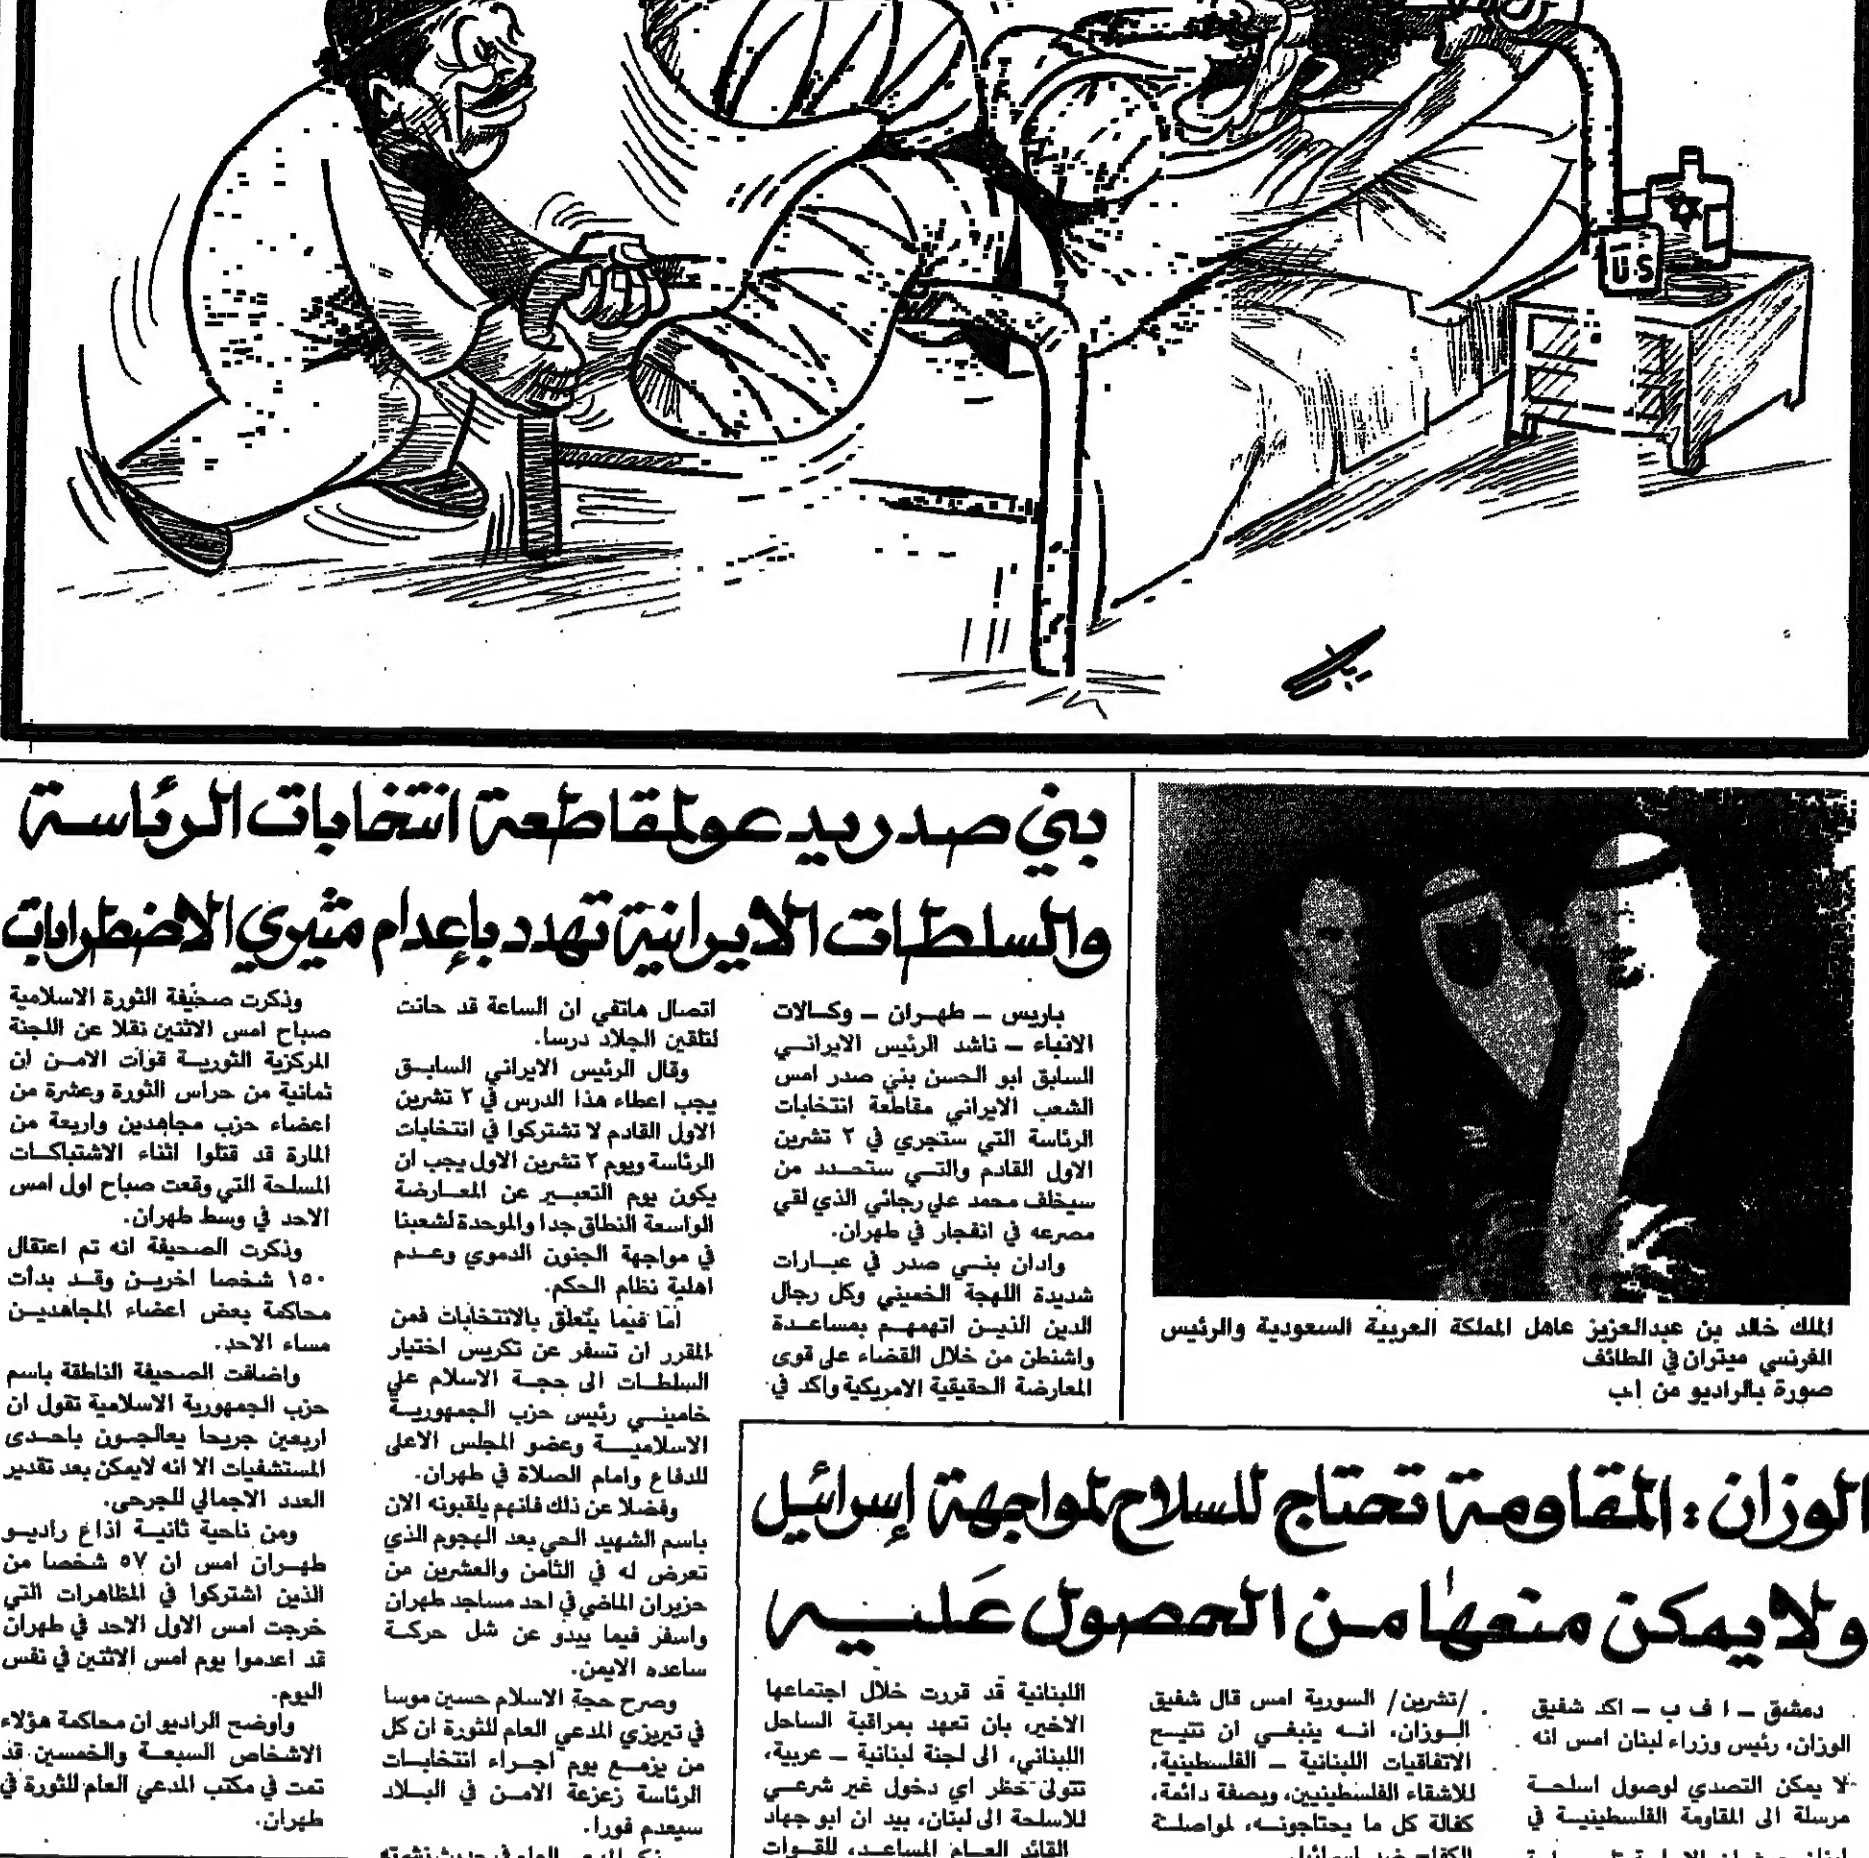 US
بني صدر يدعو لمقاطعة انتخابات الرئاسة
والسلطات الايرانية تهدد بإعدام مثيري الاضطرابات
باريس – طهران – وكالات
الانباء – ناشد الرئيس الايراني
السابق ابو الحسن بني صدر امس
الشعب الايراني مقاطعة انتخابات
الرئاسة التي ستجري في ٢ تشرين
الاول القادم والتي ستحدد من
سيخلف محمد علي رجائي الذي لقي
مصرعه في انفجار في طهران.
وادان بني صدر في عبارات
شديدة اللهجة الخميني وكل رجال
الدين الذين اتهمهم بمساعدة
واشنطن من خلال القضاء على قوى
المعارضة الحقيقية الامريكية واكد في
اتصال هاتفي ان الساعة قد حانت
لتلقين الجلاد درسا.
وقال الرئيس الايراني السابق
يجب اعطاء هذا الدرس في ٢ تشرين
الاول القادم لا تشتركوا في انتخابات
الرئاسة ويوم ٢ تشرين الاول يجب ان
يكون يوم التعبير عن المعارضة
الواسعة النطاق جدا والموحدة لشعبنا
في مواجهة الجنون الدموي وعدم
اهلية نظام الحكم.
أما فيما يتعلق بالانتخابات فمن
المقرر ان تسفر عن تكريس اختيار
السلطات الى حجة الاسلام علي
خاميني رئيس حزب الجمهورية
الاسلامية وعضو المجلس الاعلى
للدفاع وامام الصلاة في طهران.
وفضلا عن ذلك فانهم يلقبونه الان
باسم الشهيد الحي بعد الهجوم الذي
تعرض له في الثامن والعشرين من
حزيران الماضي في احد مساجد طهران
واسفر فيما يبدو عن شل حركة
ساعده الايمن.
وصرح حجة الاسلام حسين موسا
في تبريزي المدعي العام للثورة ان كل
من يزمع يوم اجراء انتخابات
الرئاسة زعزعة الامن في البلاد
سيعدم فورا.
وذكرت صحيفة الثورة الاسلامية
صباح امس الاثنين نقلا عن اللجنة
المركزية الثورية قوات الامن ان
ثمانية من حراس الثورة وعشرة من
اعضاء حزب مجاهدين واربعة من
المارة قد قتلوا اثناء الاشتباكات
المسلحة التي وقعت صباح اول امس
الاحد في وسط طهران.
وذكرت الصحيفة انه تم اعتقال
١٥٠ شخصا اخرين وقد بدأت
محاكمة بعض اعضاء المجاهدين
مساء الاحد.
واضافت الصحيفة الناطقة باسم
حزب الجمهورية الاسلامية تقول ان
اربعين جريحا يعالجون باحدى
المستشفيات الا انه لايمكن بعد تقدير
العدد الاجمالي للجرحى.
ومن ناحية ثانية اذاع راديو
طهران امس ان ٥٧ شخصا من
الذين اشتركوا في المظاهرات التي
خرجت امس الاول الاحد في طهران
قد اعدموا يوم امس الاثنين في نفس
اليوم.
واوضح الراديو ان محاكمة هؤلاء
الاشخاص السبعة والخمسين قد
تمت في مكتب المدعي العام للثورة في
طهران.
الملك خالد بن عبدالعزيز عاهل المملكة العربية السعودية والرئيس
الفرنسي ميتران في الطائف
صورة بالراديو من ا ب
الوزان: المقاومة تحتاج للسلاح لمواجهة إسرائيل
ولا يمكن منعها من الحصول عليه
دمشق – ا ف ب – اكد شفيق
الوزان، رئيس وزراء لبنان امس انه
لا يمكن التصدي لوصول اسلحة
مرسلة الى المقاومة الفلسطينية في
/تشرين/ السورية امس قال شفيق
الوزان، انه ينبغي ان تتيح
الاتفاقيات اللبنانية – الفلسطينية،
للاشقاء الفلسطينيين، وبصفة دائمة،
كفالة كل ما يحتاجونه، لمواصلة
الكفاح ضد اسرائيل
اللبنانية قد قررت خلال اجتماعها
الاخير، بان تعهد بمراقبة الساحل
اللبناني، الى لجنة لبنانية – عربية،
تتولى حظر اي دخول غير شرعي
للاسلحة الى لبنان، بيد ان ابو جهاد
القائد العام المساعد، للقوات